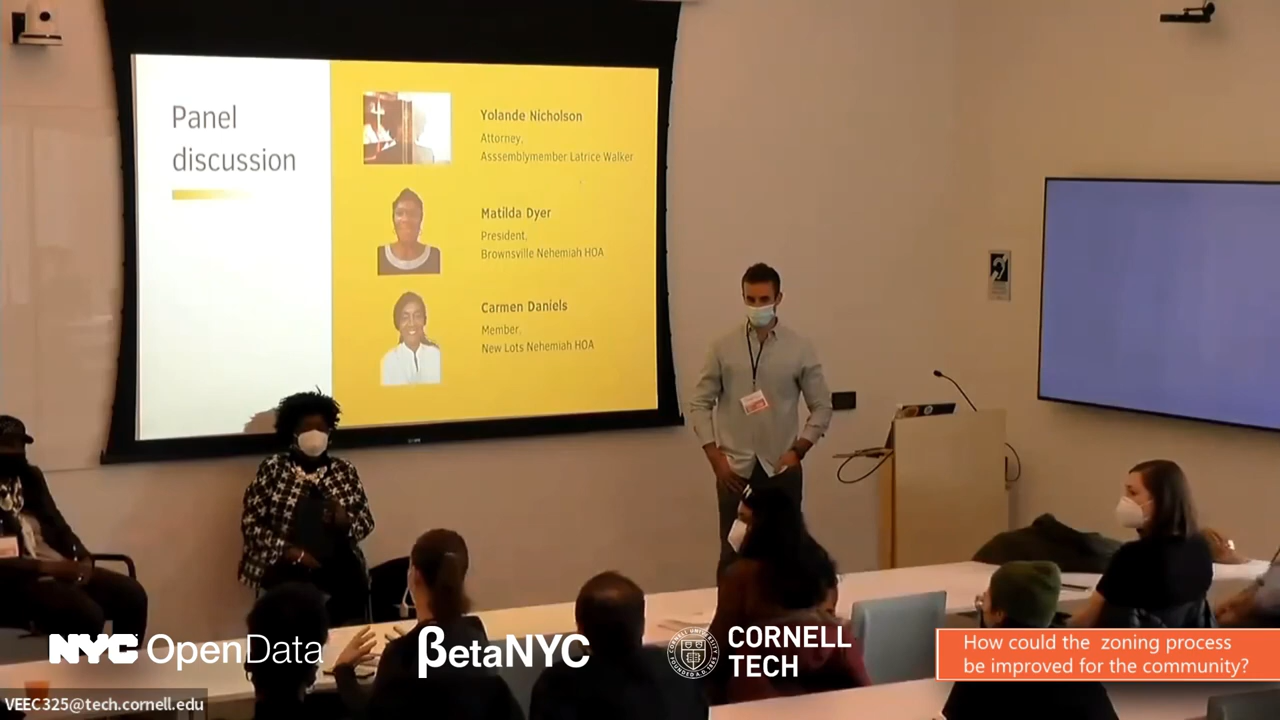 Panel
discussion
Yolande Nicholson
Attorney,
Asssemblymember Latrice Walker
Matilda Dyer
President,
Brownsville Nehemiah HOA
Carmen Daniels
Member,
New Lots Nehemiah HOA
NYC OpenData
βetaNYC
CORNELL
TECH
How could the zoning process
be improved for the community?
VEEC325@tech.cornell.edu